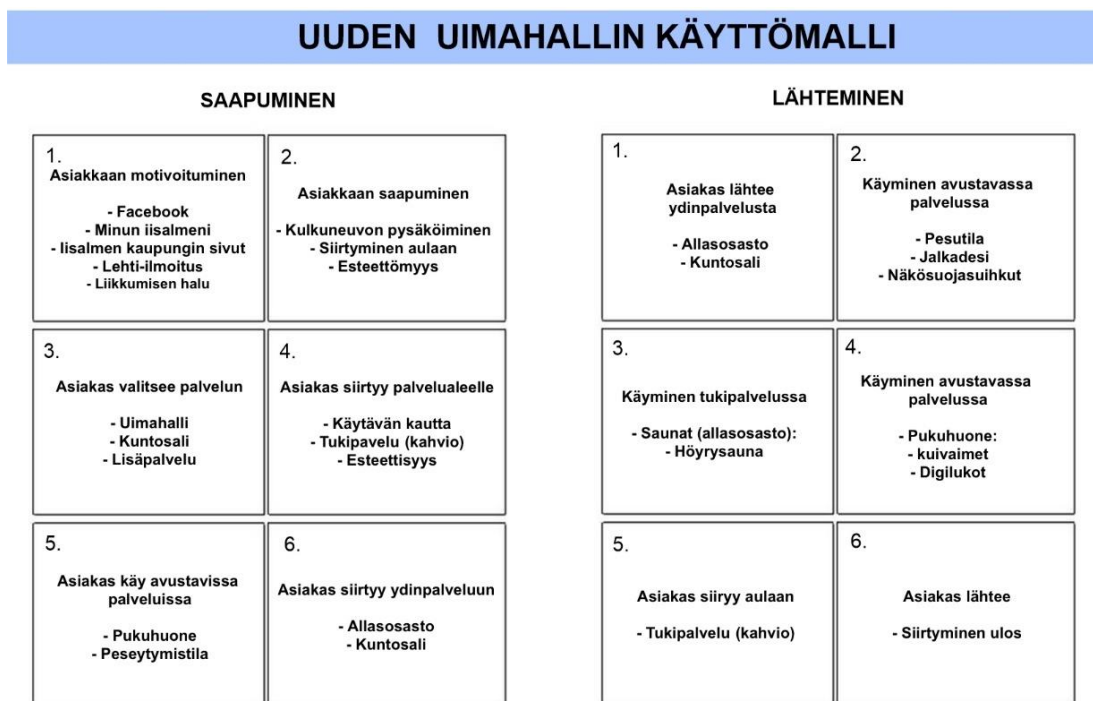 UUDEN UIMAHALLIN KÄYTTÖMALLI
SAAPUMINEN
1.
Asiakkaan motivoituminen
- Facebook
- Minun iisalmeni
- Iisalmen kaupungin sivut
- Lehti-ilmoitus
- Liikkumisen halu
2.
Asiakkaan saapuminen
- Kulkuneuvon pysäköiminen
- Siirtyminen aulaan
- Esteettömyys
3.
Asiakas valitsee palvelun
- Uimahalli
- Kuntosali
- Lisäpalvelu
4.
Asiakas siirtyy palvelualeelle
- Käytävän kautta
- Tukipavelu (kahvio)
- Esteettisyys
5.
Asiakas käy avustavissa
palveluissa
- Pukuhuone
- Peseytymistila
6.
Asiakas siirtyy ydinpalveluun
- Allasosasto
- Kuntosali
LÄHTEMINEN
1.
Asiakas lähtee
ydinpalvelusta
- Allasosasto
- Kuntosali
2.
Käyminen avustavassa
palvelussa
- Pesutila
- Jalkadesi
- Näkösuojasuihkut
3.
Käyminen tukipalvelussa
- Saunat (allasosasto):
- Höyrysauna
4.
Käyminen avustavassa
palvelussa
- Pukuhuone:
- kuivaimet
- Digilukot
5.
Asiakas siiryy aulaan
- Tukipalvelu (kahvio)
6.
Asiakas lähtee
- Siirtyminen ulos